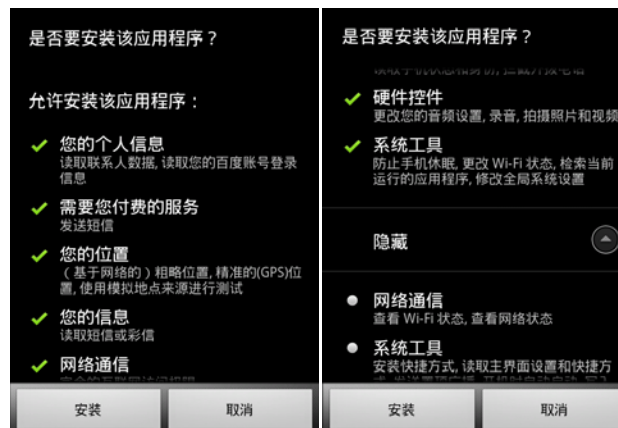 是否要安装该应用程序？
允许安装该应用程序：
您的个人信息
读取联系人数据, 读取您的百度账号登录
信息
需要您付费的服务
发送短信
您的位置
（基于网络的）粗略位置, 精准的(GPS)位
置, 使用模拟地点来源进行测试
您的信息
读取短信或彩信
网络通信
安装
取消
是否要安装该应用程序？
硬件控件
更改您的音频设置, 录音, 拍摄照片和视频
系统工具
防止手机休眠, 更改 Wi-Fi 状态, 检索当前
运行的应用程序, 修改全局系统设置
隐藏
网络通信
查看 Wi-Fi 状态, 查看网络状态
系统工具
安装快捷方式, 读取主界面设置和快捷方
安装
取消